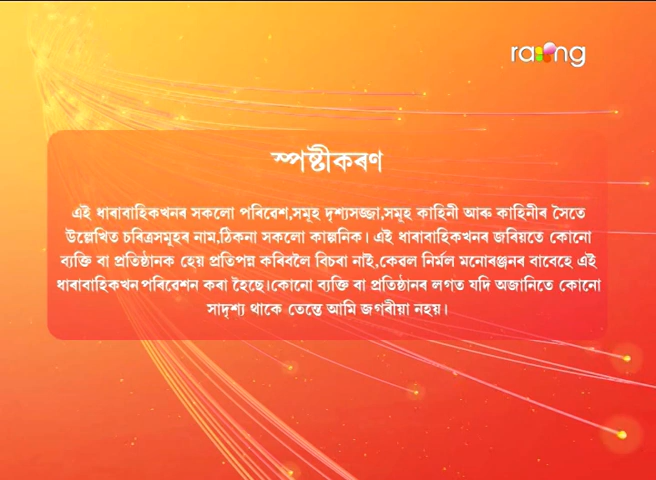 rang
স্পষ্টীকৰণ
এই ধাৰাবাহিকখনৰ সকলো পৰিৱেশ,সমূহ দৃশ্যসজ্জা,সমূহ কাহিনী আৰু কাহিনীৰ সৈতে
উল্লেখিত চৰিত্ৰসমূহৰ নাম,ঠিকনা সকলো কাল্পনিক। এই ধাৰাবাহিকখনৰ জৰিয়তে কোনো
ব্যক্তি বা প্ৰতিষ্ঠানক হেয় প্ৰতিপন্ন কৰিবলৈ বিচৰা নাই,কেৱল নিৰ্মল মনোৰঞ্জনৰ বাবেহে এই
ধাৰাবাহিকখন পৰিৱেশন কৰা হৈছে।কোনো ব্যক্তি বা প্ৰতিষ্ঠানৰ লগত যদি অজানিতে কোনো
সাদৃশ্য থাকে তেন্তে আমি জগৰীয়া নহয়।